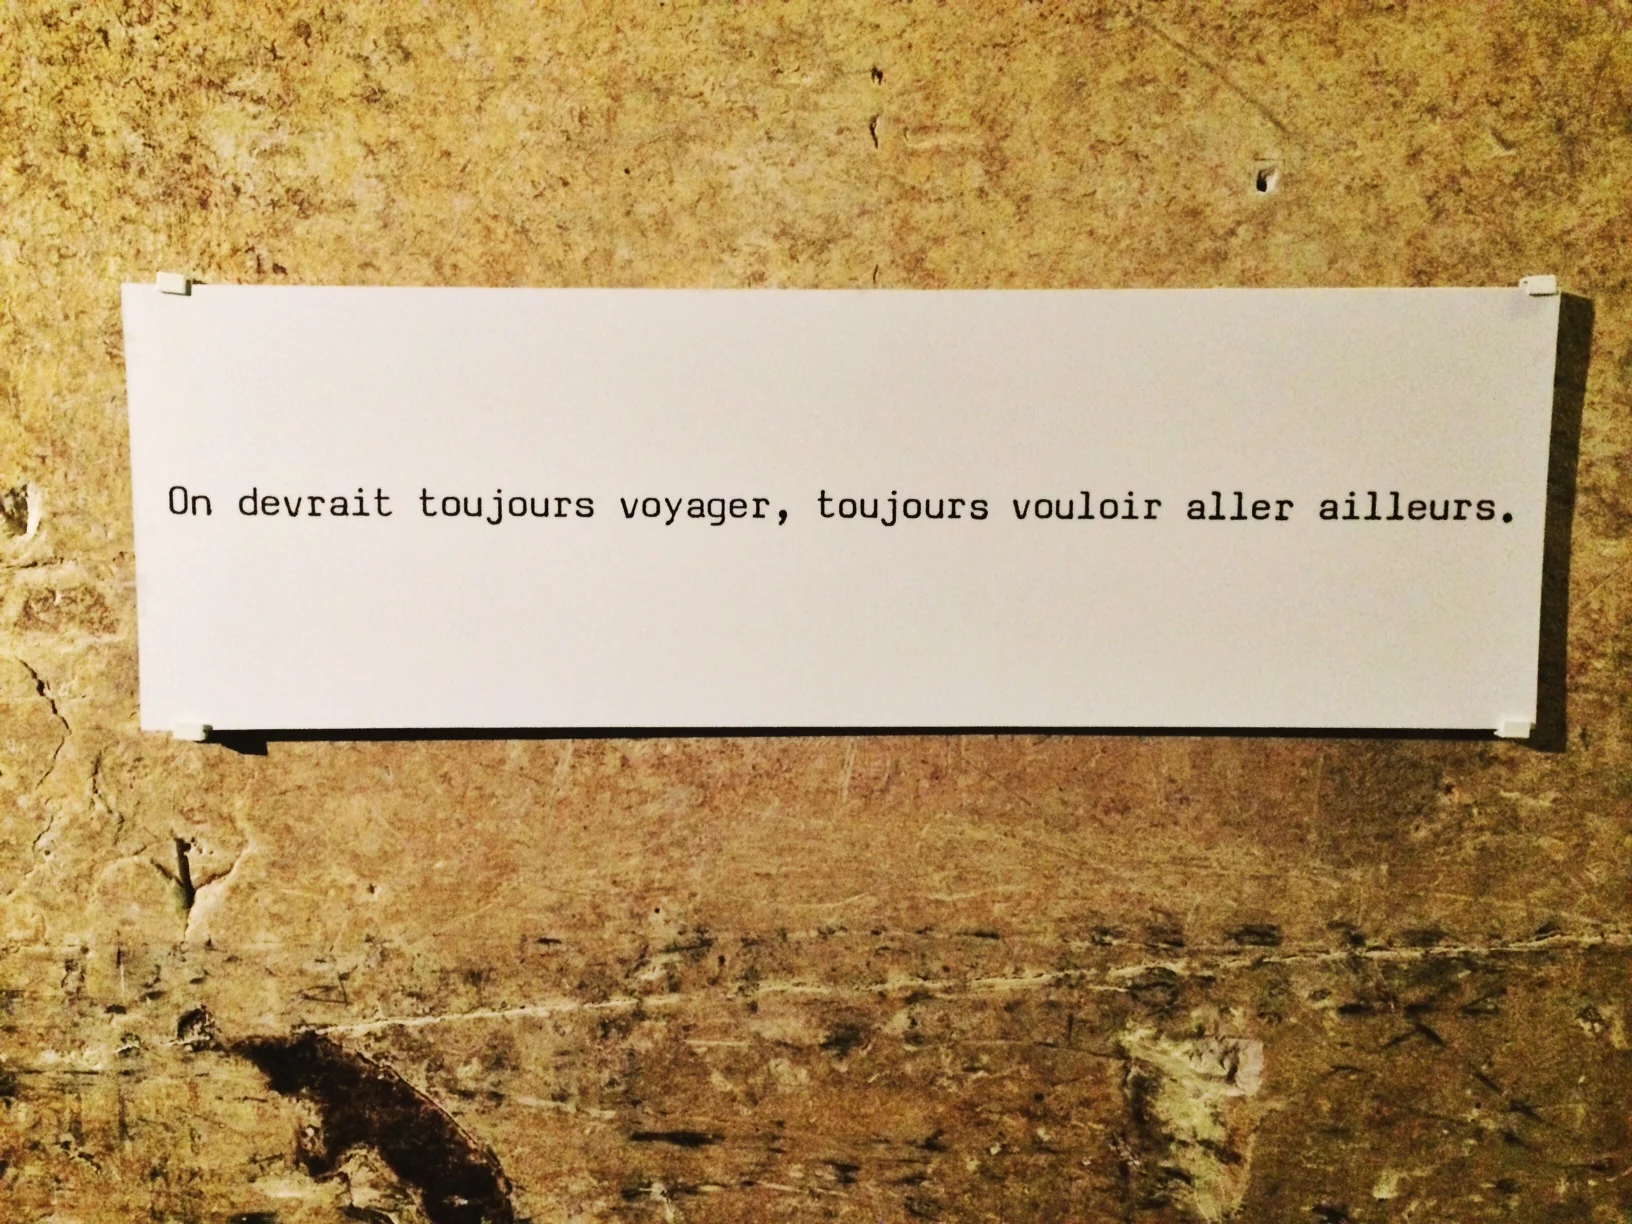 On devrait toujours voyager, toujours vouloir aller ailleurs.